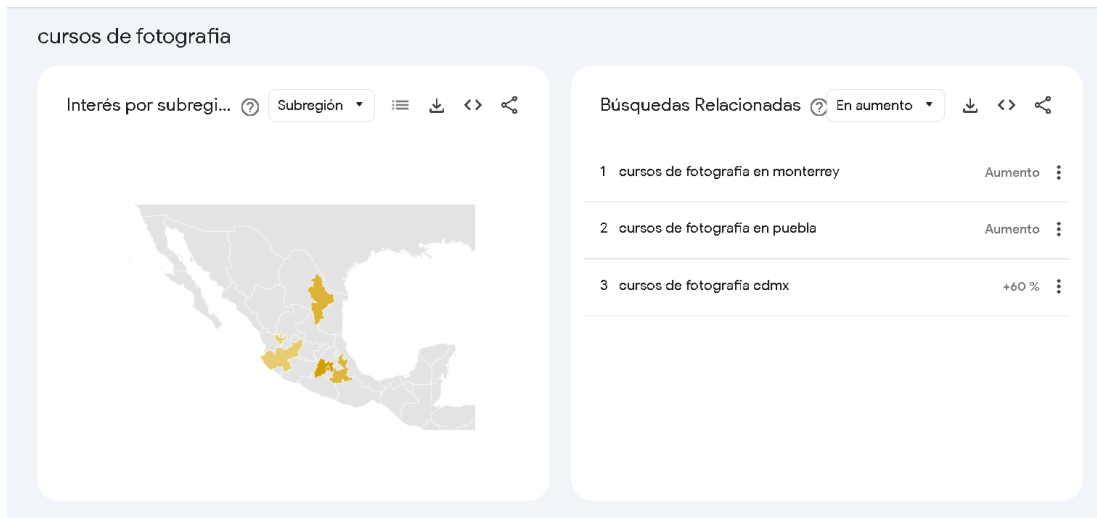 cursos de fotografia
Interés por subregi...
Subregión
Búsquedas Relacionadas
En aumento
1 cursos de fotografía en monterrey Aumento
2 cursos de fotografia en puebla Aumento
3 cursos de fotografia cdmx +60 %